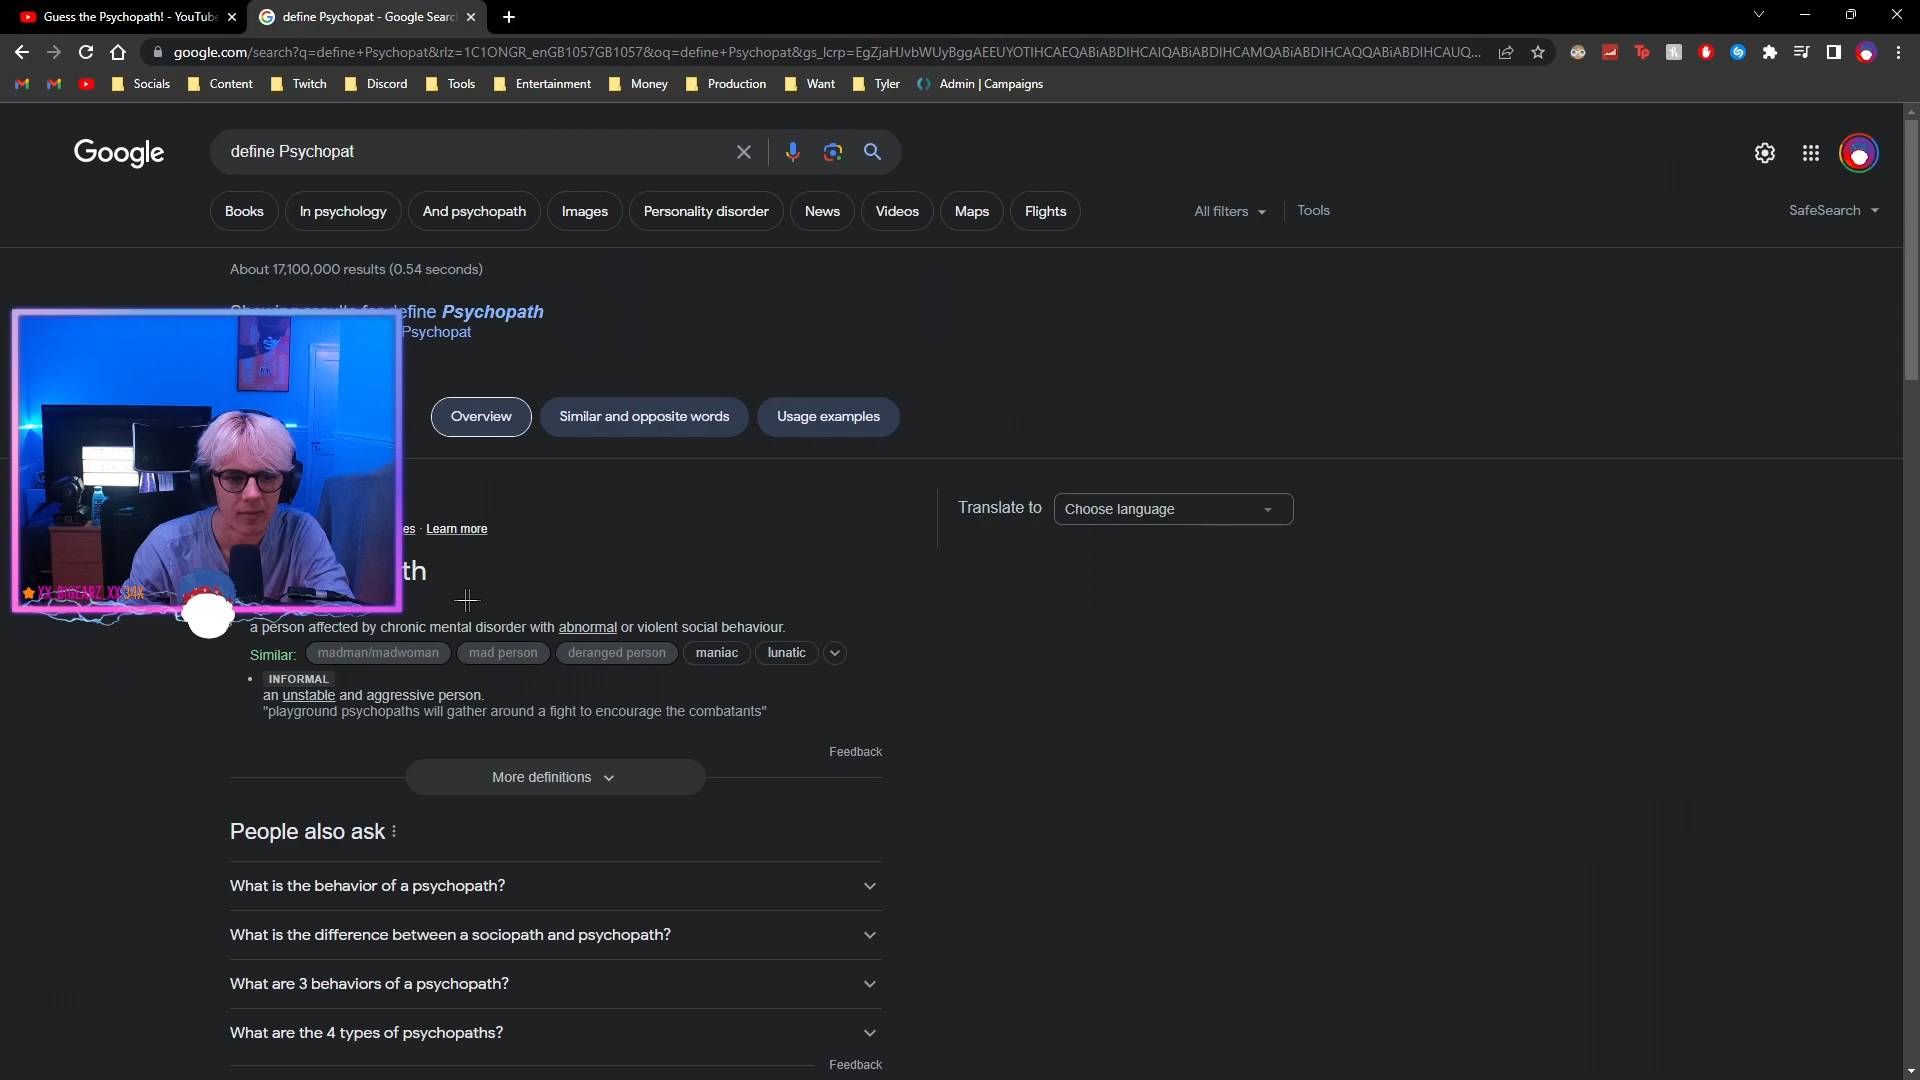 Guess the Psychopath! - YouTube
define Psychopat - Google Search
google.com/search?q=define+Psychopat&rlz=1C1ONGR_enGB1057GB1057&oq=define+Psychopat&gs_lcrp=EgZjaHJvbWUyBggAEEUYOTIHCAEQABiABDIHCAIQABiABDIHCAMQABiABDIHCAQQABiABDIHCAUQ...
Socials
Content
Twitch
Discord
Tools
Entertainment
Money
Production
Want
Tyler
Admin | Campaigns
Google
define Psychopat
Books
In psychology
And psychopath
Images
Personality disorder
News
Videos
Maps
Flights
All filters
Tools
SafeSearch
About 17,100,000 results (0.54 seconds)
Showing results for define Psychopath
Psychopat
Overview
Similar and opposite words
Usage examples
es · Learn more
th
Translate to
Choose language
XX_BIGEARZ_XX 34X
a person affected by chronic mental disorder with abnormal or violent social behaviour.
Similar:
madman/madwoman
mad person
deranged person
maniac
lunatic
• INFORMAL
an unstable and aggressive person.
"playground psychopaths will gather around a fight to encourage the combatants"
Feedback
More definitions
People also ask
What is the behavior of a psychopath?
What is the difference between a sociopath and psychopath?
What are 3 behaviors of a psychopath?
What are the 4 types of psychopaths?
Feedback